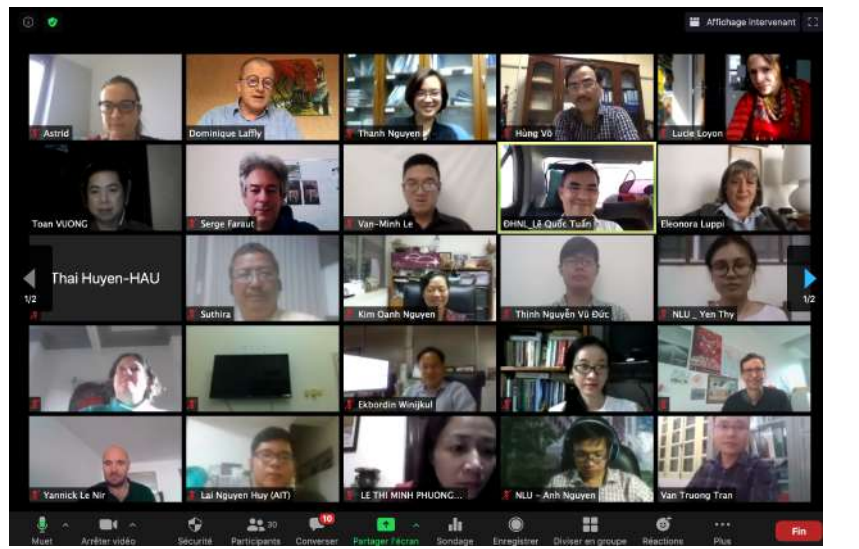 Affichage intervenant
Astrid
Dominique Laffly
Thanh Nguyen
Hùng Võ
Lucie Loyon
Toan VUONG
Serge Faraut
Van-Minh Le
ĐHNL_Lê Quốc Tuấn
Eleonora Luppi
Thai Huyen-HAU
1/2
1/2
Suthira
Kim Oanh Nguyen
Thịnh Nguyễn Vũ Đức
NLU _ Yen Thy
Ekbordin Winijkul
Yannick Le Nir
Lai Nguyen Huy (AIT)
LE THI MINH PHUONG...
NLU - Anh Nguyen
Van Truong Tran
Muet
Arrêter vidéo
Sécurité
Participants
30
Converser
10
Partager l'écran
Sondage
Enregistrer
Diviser en groupe
Réactions
Plus
Fin